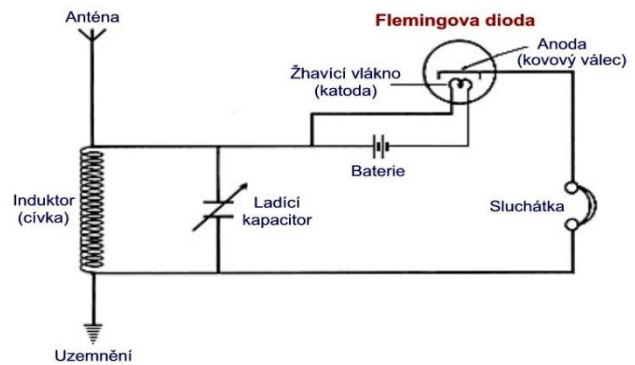 Anténa
Flemingova dioda
Anoda
(kovový válec)
Žhavící vlákno
(katoda)
Baterie
Induktor
(cívka)
Ladící
kapacitor
Sluchátka
Uzemnění